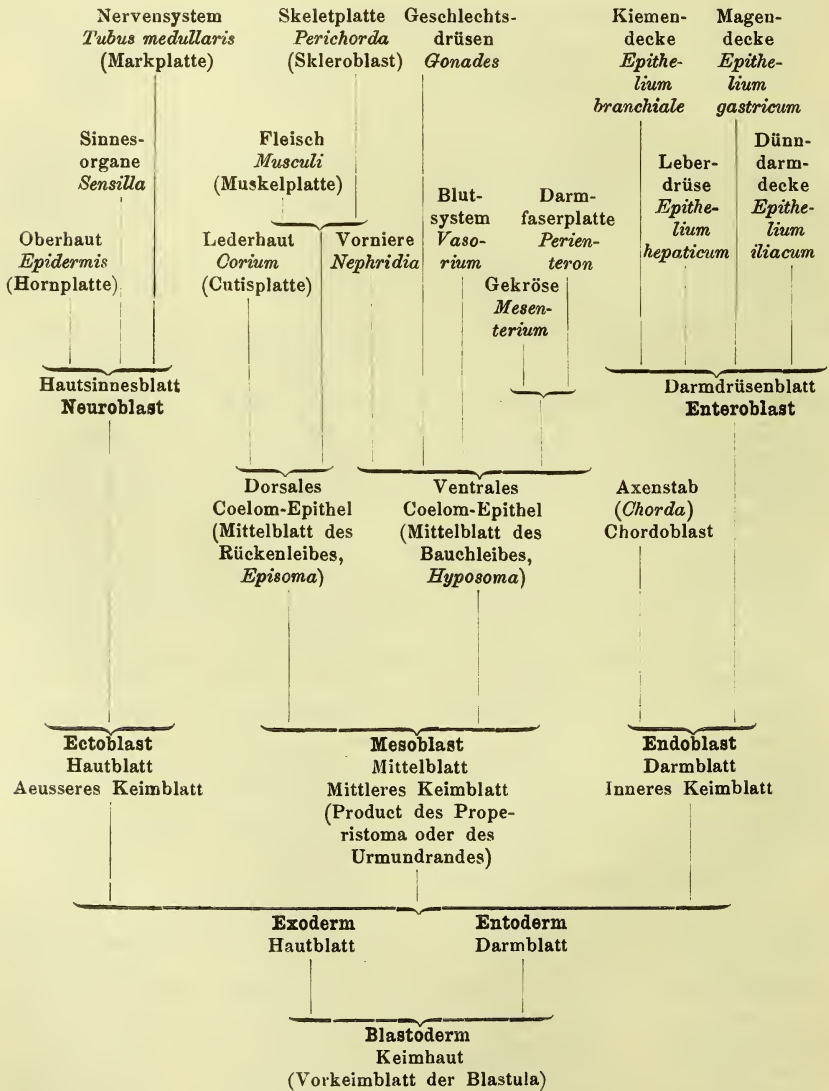 Nervensystem
Tubus medullaris
(Markplatte)
Skeletplatte
Perichorda
(Skleroblast)
Geschlechts-
drüsen
Gonades
Kiemen-
decke
Epithe-
lium
branchiale
Magen-
decke
Epithe-
lium
gastricum
Sinnes-
organe
Sensilla
Fleisch
Musculi
(Muskelplatte)
Blut-
system
Vaso-
rium
Darm-
faserplatte
Perien-
teron
Leber-
drüse
Epithe-
lium
hepaticum
Dünn-
darm-
decke
Epithe-
lium
iliacum
Oberhaut
Epidermis
(Hornplatte)
Lederhaut
Corium
(Cutisplatte)
Vorniere
Nephridia
Gekröse
Mesen-
terium
Hautsinnesblatt
Neuroblast
Darmdrüsenblatt
Enteroblast
Dorsales
Coelom-Epithel
(Mittelblatt des
Rückenleibes,
Episoma)
Ventrales
Coelom-Epithel
(Mittelblatt des
Bauchleibes,
Hyposoma)
Axenstab
(Chorda)
Chordoblast
Ectoblast
Hautblatt
Aeusseres Keimblatt
Mesoblast
Mittelblatt
Mittleres Keimblatt
(Product des Prope-
ristoma oder des
Urmundrandes)
Endoblast
Darmblatt
Inneres Keimblatt
Exoderm
Hautblatt
Entoderm
Darmblatt
Blastoderm
Keimhaut
(Vorkeimblatt der Blastula)